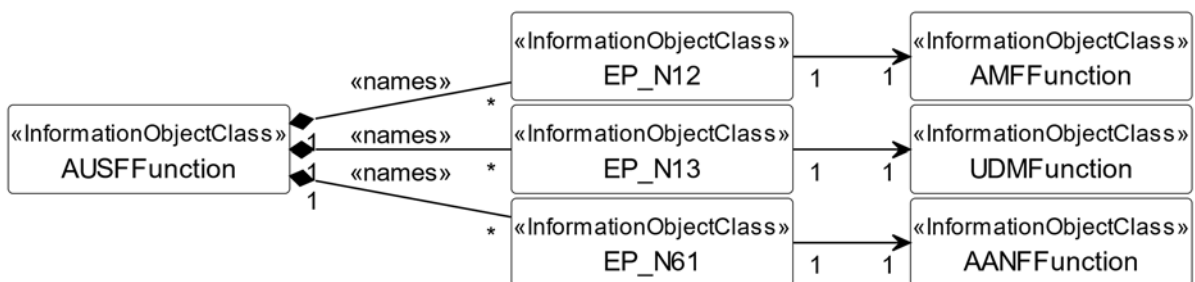 «InformationObjectClass»
AUSFFunction
«names»
1
*
«InformationObjectClass»
EP_N12
1
1
«InformationObjectClass»
AMFFunction
«names»
1
*
«InformationObjectClass»
EP_N13
1
1
«InformationObjectClass»
UDMFunction
«names»
1
*
«InformationObjectClass»
EP_N61
1
1
«InformationObjectClass»
AANFFunction